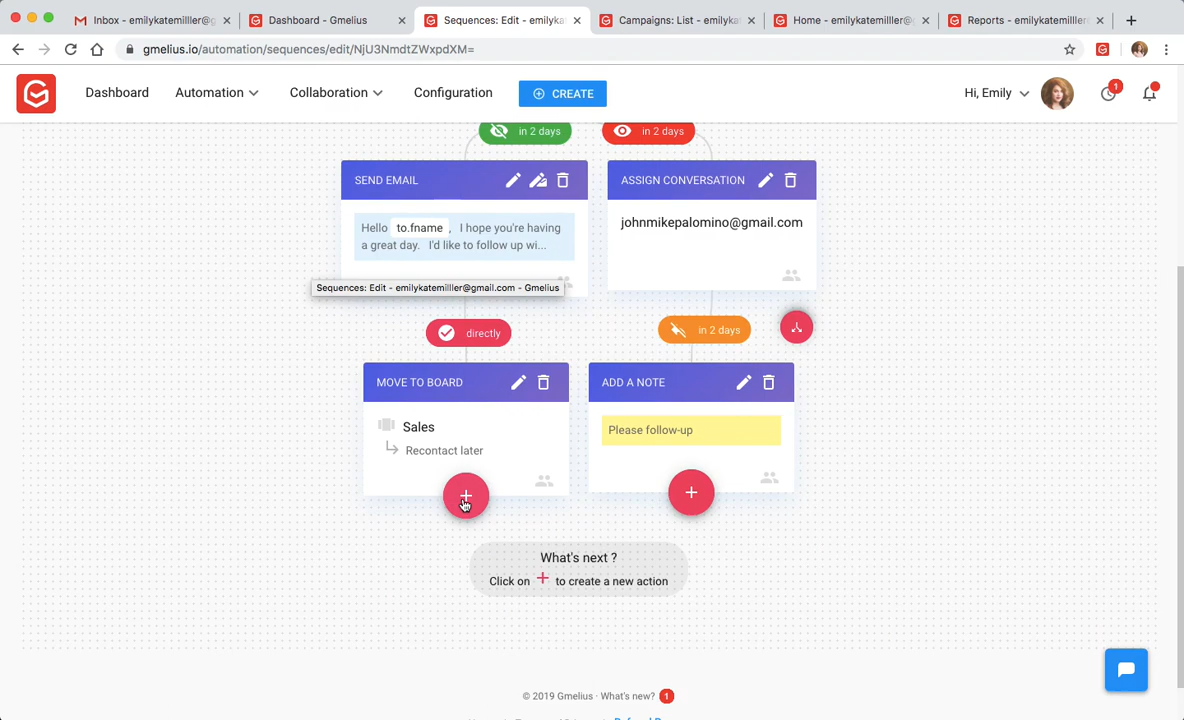 Inbox - emilykatemilller@g
Dashboard - Gmelius
Sequences: Edit - emilykat
Campaigns: List - emilykat
Home - emilykatemilller@
Reports - emilykatemilller
gmelius.io/automation/sequences/edit/NjU3NmdtZWxpdXM=
Dashboard
Automation
Collaboration
Configuration
CREATE
Hi, Emily
1
in 2 days
in 2 days
SEND EMAIL
ASSIGN CONVERSATION
Hello to.fname , I hope you're having
a great day. I'd like to follow up wi...
johnmikepalomino@gmail.com
Sequences: Edit - emilykatemilller@gmail.com - Gmelius
directly
in 2 days
MOVE TO BOARD
ADD A NOTE
Sales
Recontact later
Please follow-up
What's next ?
Click on + to create a new action
© 2019 Gmelius · What's new? 1